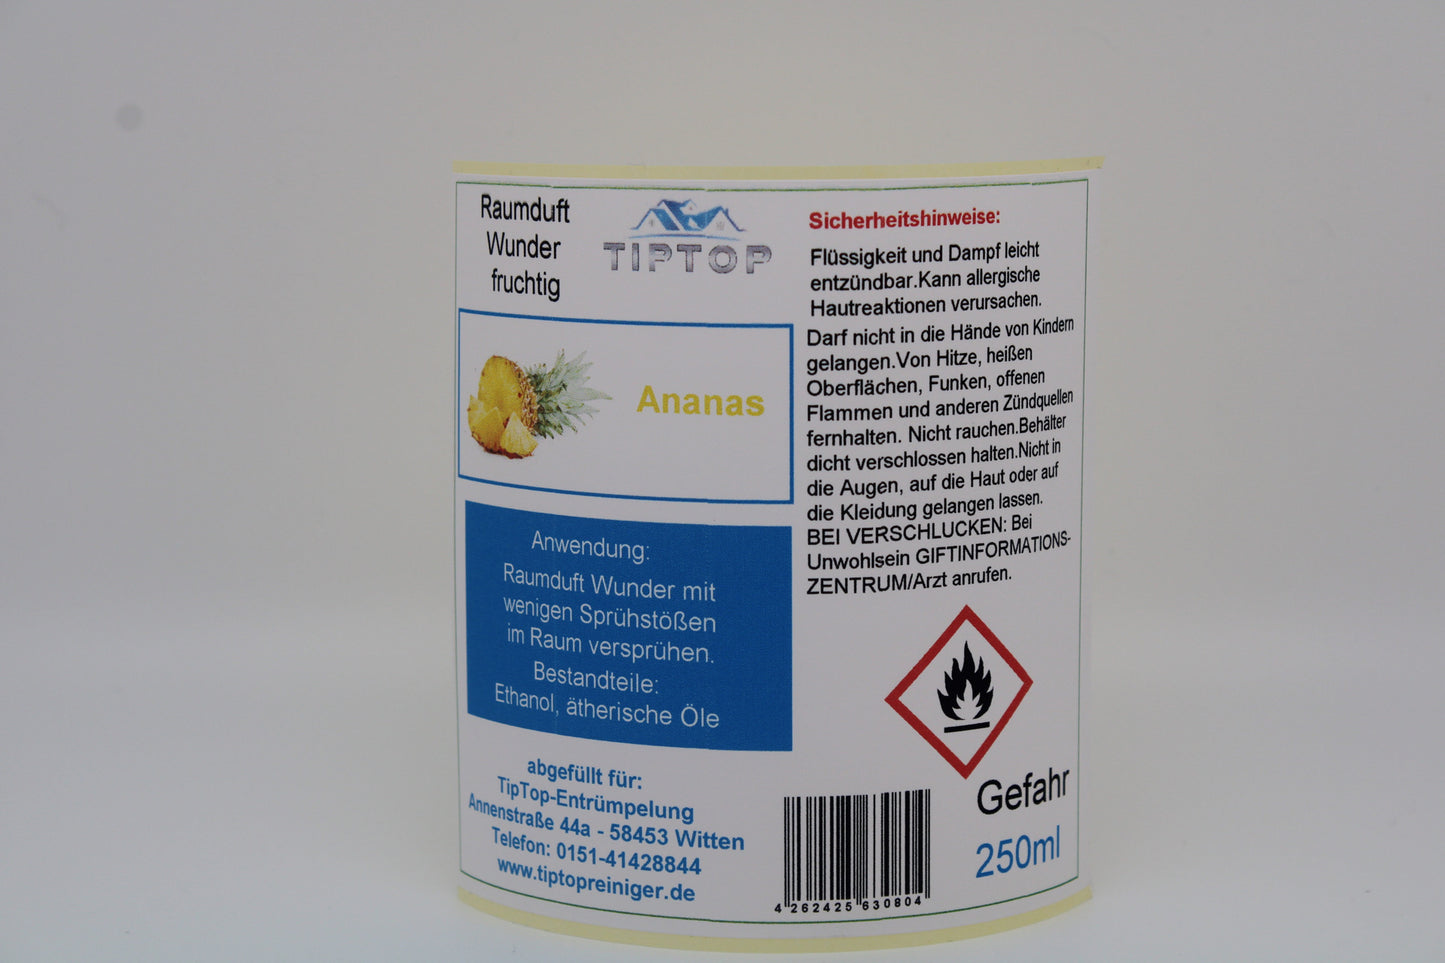 Raumduft
Wunder
fruchtig
TIPTOP
Ananas
Anwendung:
Raumduft Wunder mit
wenigen Sprühstößen
im Raum versprühen.
Bestandteile:
Ethanol, ätherische Öle
abgefüllt für:
TipTop-Entrümpelung
Annenstraße 44a - 58453 Witten
Telefon: 0151-41428844
www.tiptopreiniger.de
Sicherheitshinweise:
Flüssigkeit und Dampf leicht
entzündbar.Kann allergische
Hautreaktionen verursachen.
Darf nicht in die Hände von Kindern
gelangen.Von Hitze, heißen
Oberflächen, Funken, offenen
Flammen und anderen Zündquellen
fernhalten. Nicht rauchen.Behälter
dicht verschlossen halten.Nicht in
die Augen, auf die Haut oder auf
die Kleidung gelangen lassen.
BEI VERSCHLUCKEN: Bei
Unwohlsein GIFTINFORMATIONS-
ZENTRUM/Arzt anrufen.
Gefahr
250ml
4 262425 630804